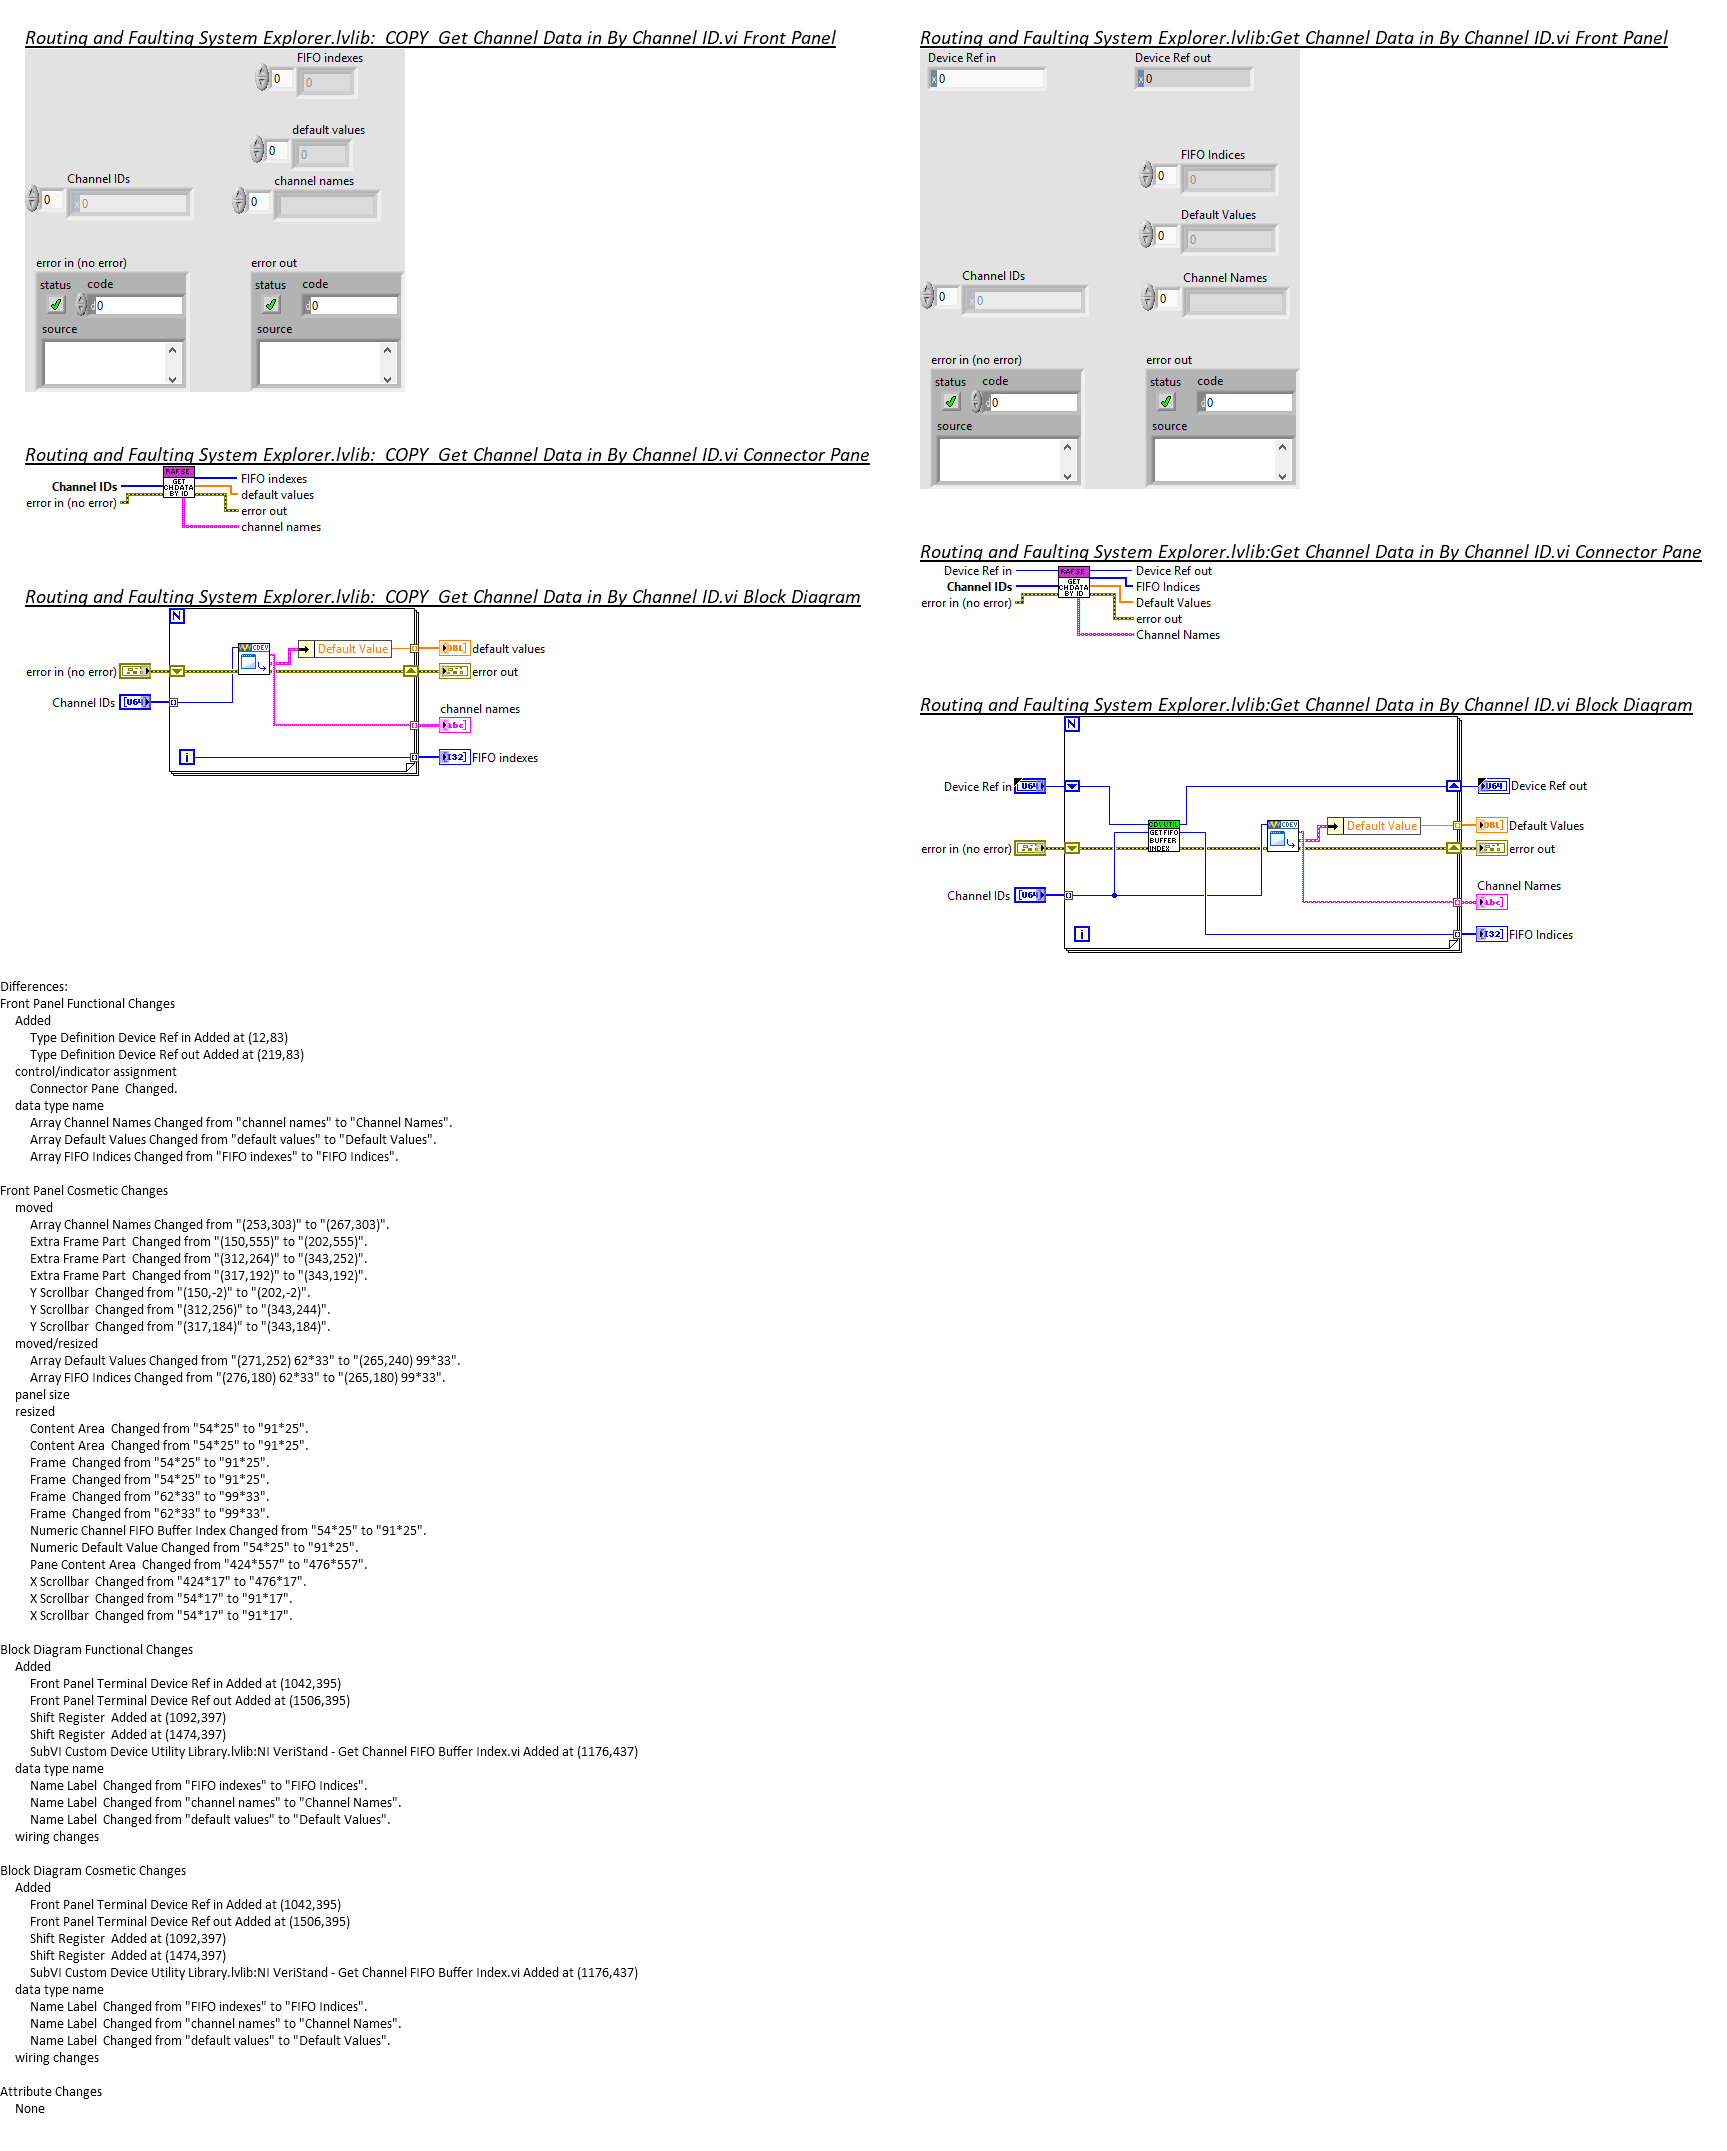 Routing and Faulting System Explorer.lvlib:  COPY  Get Channel Data in By Channel ID.vi Front Panel
FIFO indexes
0
0
default values
0
0
Channel IDs
0
x 0
channel names
0
error in (no error)
status code
d 0
source
error out
status code
d 0
source
Routing and Faulting System Explorer.lvlib:  COPY  Get Channel Data in By Channel ID.vi Connector Pane
RAF SE
GET
CH DATA
BY ID
Channel IDs
error in (no error)
FIFO indexes
default values
error out
channel names
Routing and Faulting System Explorer.lvlib:  COPY  Get Channel Data in By Channel ID.vi Block Diagram
N
CDEV
Default Value
DBL]
default values
error in (no error)
error out
Channel IDs
[U64
channel names
abc]
i
I32]
FIFO indexes
Routing and Faulting System Explorer.lvlib:Get Channel Data in By Channel ID.vi Front Panel
Device Ref in
x 0
Device Ref out
x 0
FIFO Indices
0
0
Default Values
0
0
Channel IDs
0
x 0
Channel Names
0
error in (no error)
status code
d 0
source
error out
status code
d 0
source
Routing and Faulting System Explorer.lvlib:Get Channel Data in By Channel ID.vi Connector Pane
RAF SE
GET
CH DATA
BY ID
Device Ref in
Channel IDs
error in (no error)
Device Ref out
FIFO Indices
Default Values
error out
Channel Names
Routing and Faulting System Explorer.lvlib:Get Channel Data in By Channel ID.vi Block Diagram
N
Device Ref in
U64
U64
Device Ref out
CDV UTIL
GET FIFO
BUFFER
INDEX
CDEV
Default Value
DBL]
Default Values
error in (no error)
error out
Channel IDs
[U64
Channel Names
abc]
i
I32]
FIFO Indices
Differences:
Front Panel Functional Changes
Added
Type Definition Device Ref in Added at (12,83)
Type Definition Device Ref out Added at (219,83)
control/indicator assignment
Connector Pane  Changed.
data type name
Array Channel Names Changed from "channel names" to "Channel Names".
Array Default Values Changed from "default values" to "Default Values".
Array FIFO Indices Changed from "FIFO indexes" to "FIFO Indices".
Front Panel Cosmetic Changes
moved
Array Channel Names Changed from "(253,303)" to "(267,303)".
Extra Frame Part  Changed from "(150,555)" to "(202,555)".
Extra Frame Part  Changed from "(312,264)" to "(343,252)".
Extra Frame Part  Changed from "(317,192)" to "(343,192)".
Y Scrollbar  Changed from "(150,-2)" to "(202,-2)".
Y Scrollbar  Changed from "(312,256)" to "(343,244)".
Y Scrollbar  Changed from "(317,184)" to "(343,184)".
moved/resized
Array Default Values Changed from "(271,252) 62*33" to "(265,240) 99*33".
Array FIFO Indices Changed from "(276,180) 62*33" to "(265,180) 99*33".
panel size
resized
Content Area  Changed from "54*25" to "91*25".
Content Area  Changed from "54*25" to "91*25".
Frame  Changed from "54*25" to "91*25".
Frame  Changed from "54*25" to "91*25".
Frame  Changed from "62*33" to "99*33".
Frame  Changed from "62*33" to "99*33".
Numeric Channel FIFO Buffer Index Changed from "54*25" to "91*25".
Numeric Default Value Changed from "54*25" to "91*25".
Pane Content Area  Changed from "424*557" to "476*557".
X Scrollbar  Changed from "424*17" to "476*17".
X Scrollbar  Changed from "54*17" to "91*17".
X Scrollbar  Changed from "54*17" to "91*17".
Block Diagram Functional Changes
Added
Front Panel Terminal Device Ref in Added at (1042,395)
Front Panel Terminal Device Ref out Added at (1506,395)
Shift Register  Added at (1092,397)
Shift Register  Added at (1474,397)
SubVI Custom Device Utility Library.lvlib:NI VeriStand - Get Channel FIFO Buffer Index.vi Added at (1176,437)
data type name
Name Label  Changed from "FIFO indexes" to "FIFO Indices".
Name Label  Changed from "channel names" to "Channel Names".
Name Label  Changed from "default values" to "Default Values".
wiring changes
Block Diagram Cosmetic Changes
Added
Front Panel Terminal Device Ref in Added at (1042,395)
Front Panel Terminal Device Ref out Added at (1506,395)
Shift Register  Added at (1092,397)
Shift Register  Added at (1474,397)
SubVI Custom Device Utility Library.lvlib:NI VeriStand - Get Channel FIFO Buffer Index.vi Added at (1176,437)
data type name
Name Label  Changed from "FIFO indexes" to "FIFO Indices".
Name Label  Changed from "channel names" to "Channel Names".
Name Label  Changed from "default values" to "Default Values".
wiring changes
Attribute Changes
None